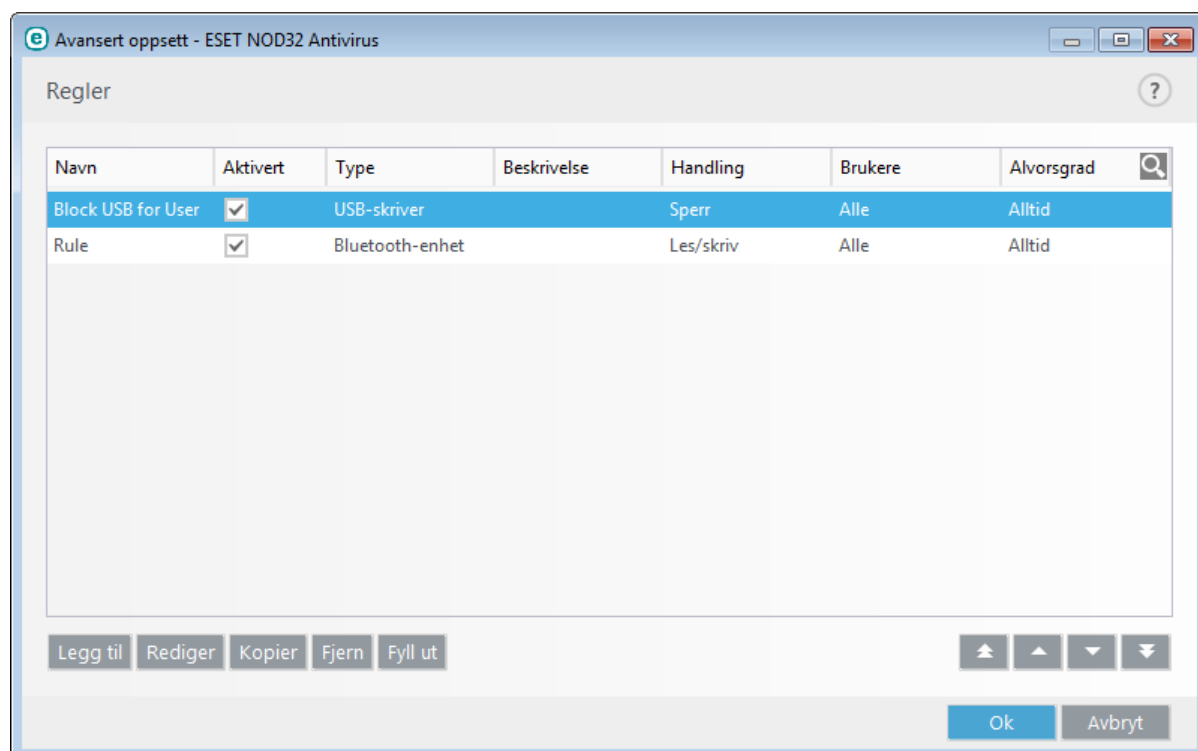 Avansert oppsett - ESET NOD32 Antivirus
Regler
?
Navn Aktivert Type Beskrivelse Handling Brukere Alvorsgrad
Block USB for User USB-skriver Sperr Alle Alltid
Rule Bluetooth-enhet Les/skriv Alle Alltid
Legg til Rediger Kopier Fjern Fyll ut
Ok Avbryt